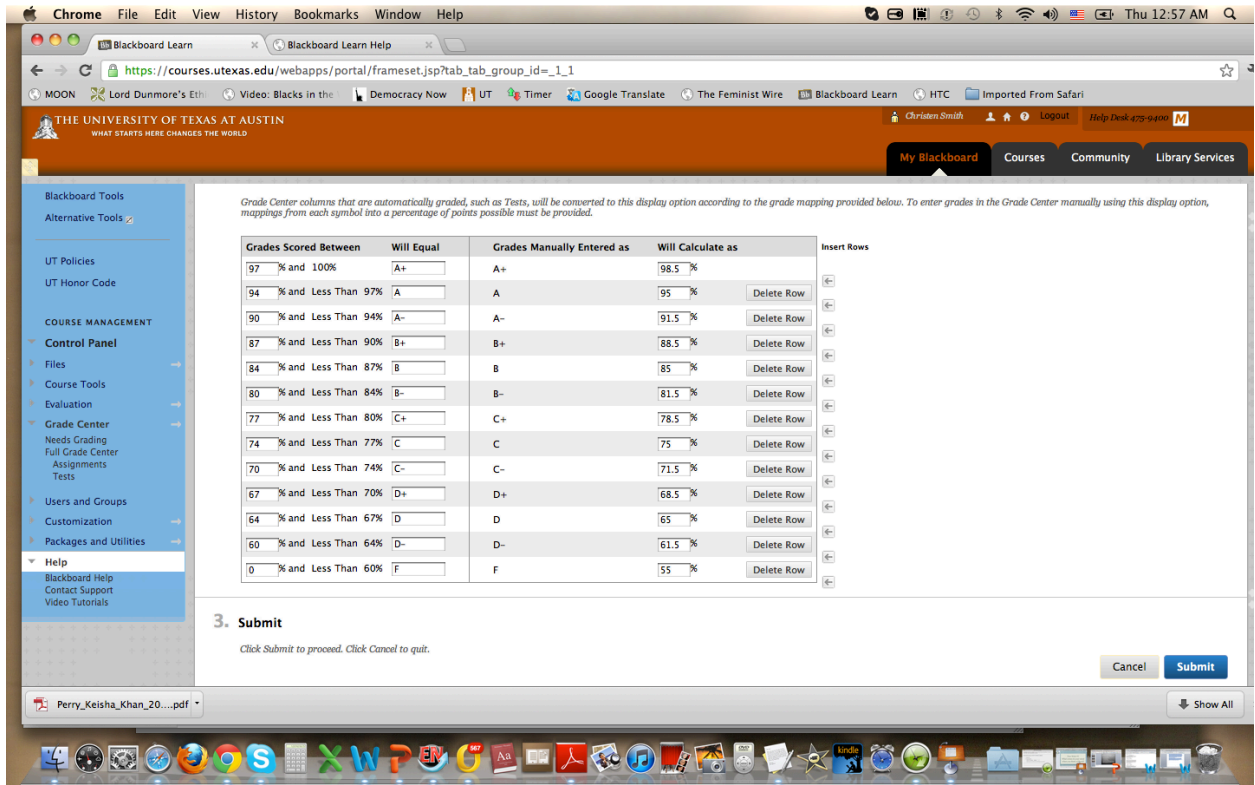 Chrome File Edit View History Bookmarks Window Help Thu 12:57 AM
Blackboard Learn Blackboard Learn Help
https://courses.utexas.edu/webapps/portal/frameset.jsp?tab_tab_group_id=_1_1
MOON Lord Dunmore's Eth Video: Blacks in the Democracy Now UT Timer Google Translate The Feminist Wire Blackboard Learn HTC Imported From Safari
THE UNIVERSITY OF TEXAS AT AUSTIN
WHAT STARTS HERE CHANGES THE WORLD
Christen Smith Logout Help Desk 475-9400 M
My Blackboard Courses Community Library Services
Blackboard Tools
Alternative Tools
UT Policies
UT Honor Code
COURSE MANAGEMENT
Control Panel
Files
Course Tools
Evaluation
Grade Center
Needs Grading
Full Grade Center
Assignments
Tests
Users and Groups
Customization
Packages and Utilities
Help
Blackboard Help
Contact Support
Video Tutorials
Grade Center columns that are automatically graded, such as Tests, will be converted to this display option according to the grade mapping provided below. To enter grades in the Grade Center manually using this display option,
mappings from each symbol into a percentage of points possible must be provided.
Grades Scored Between Will Equal Grades Manually Entered as Will Calculate as Insert Rows
97 % and 100% A+ A+ 98.5 %
94 % and Less Than 97% A A 95 % Delete Row
90 % and Less Than 94% A- A- 91.5 % Delete Row
87 % and Less Than 90% B+ B+ 88.5 % Delete Row
84 % and Less Than 87% B B 85 % Delete Row
80 % and Less Than 84% B- B- 81.5 % Delete Row
77 % and Less Than 80% C+ C+ 78.5 % Delete Row
74 % and Less Than 77% C C 75 % Delete Row
70 % and Less Than 74% C- C- 71.5 % Delete Row
67 % and Less Than 70% D+ D+ 68.5 % Delete Row
64 % and Less Than 67% D D 65 % Delete Row
60 % and Less Than 64% D- D- 61.5 % Delete Row
0 % and Less Than 60% F F 55 % Delete Row
3. Submit
Click Submit to proceed. Click Cancel to quit.
Cancel Submit
Perry_Keisha_Khan_20....pdf Show All
567
EN
Aa
kindle